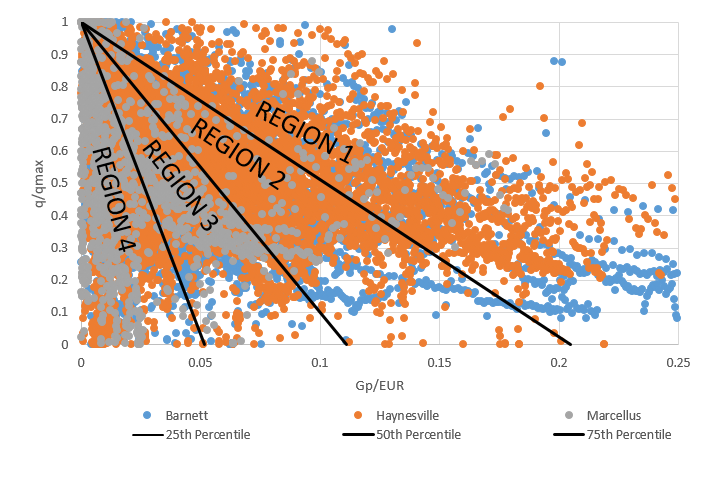 1
0.9
0.8
0.7
0.6
0.5
0.4
0.3
0.2
0.1
0
q/qmax
REGION 1
REGION 2
REGION 3
REGION 4
0 0.05 0.1 0.15 0.2 0.25
Gp/EUR
Barnett Haynesville Marcellus
25th Percentile 50th Percentile 75th Percentile